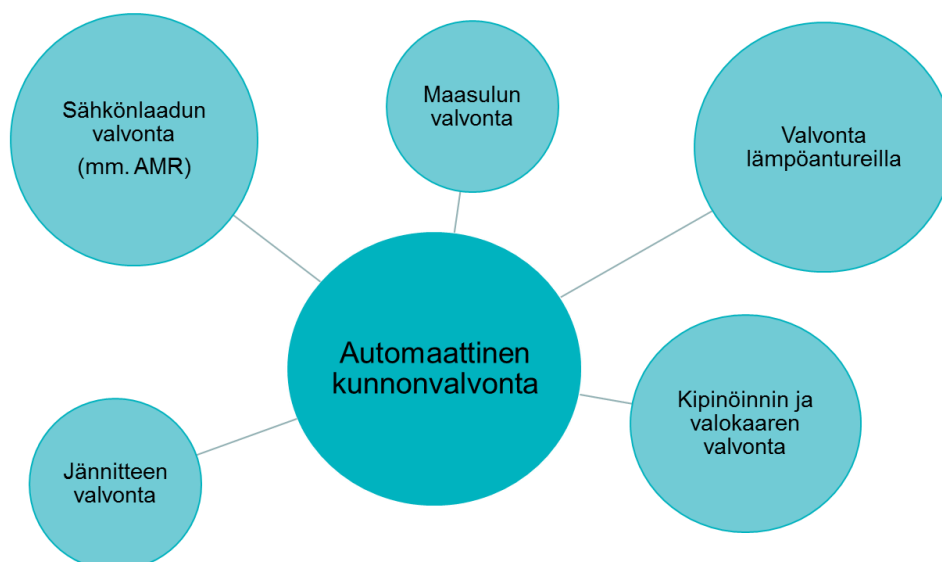 Sähkönlaadun
valvonta
(mm. AMR)
Maasulun
valvonta
Valvonta
lämpöantureilla
Automaattinen
kunnonvalvonta
Kipinöinnin ja
valokaaren
valvonta
Jännitteen
valvonta